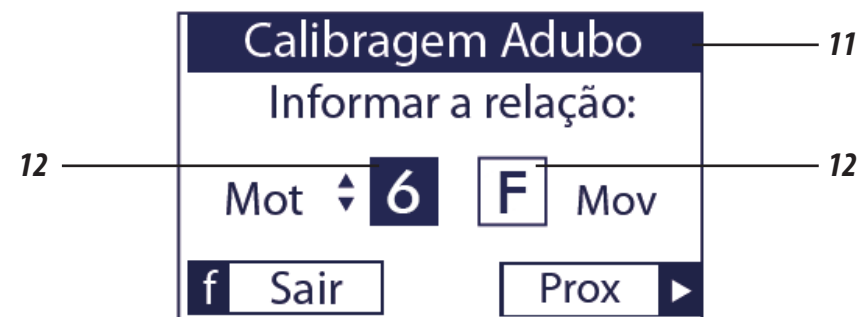 Calibragem Adubo 11
Informar a relação:
12 12
Mot 6 F Mov
f Sair Prox